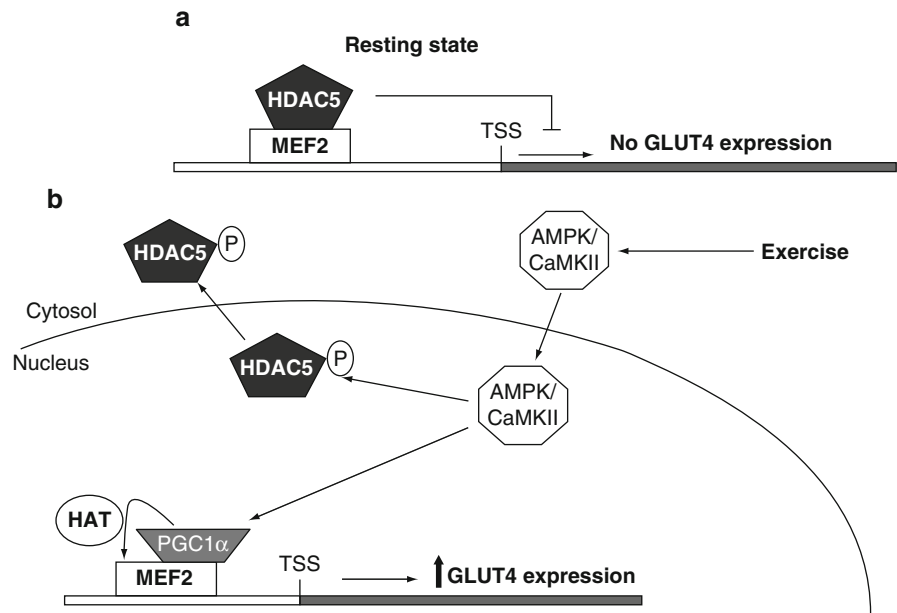 a
Resting state
HDAC5
MEF2
TSS
No GLUT4 expression
b
HDAC5
P
AMPK/
CaMKII
Exercise
Cytosol
Nucleus
HDAC5
P
AMPK/
CaMKII
HAT
PGC1α
MEF2
TSS
GLUT4 expression